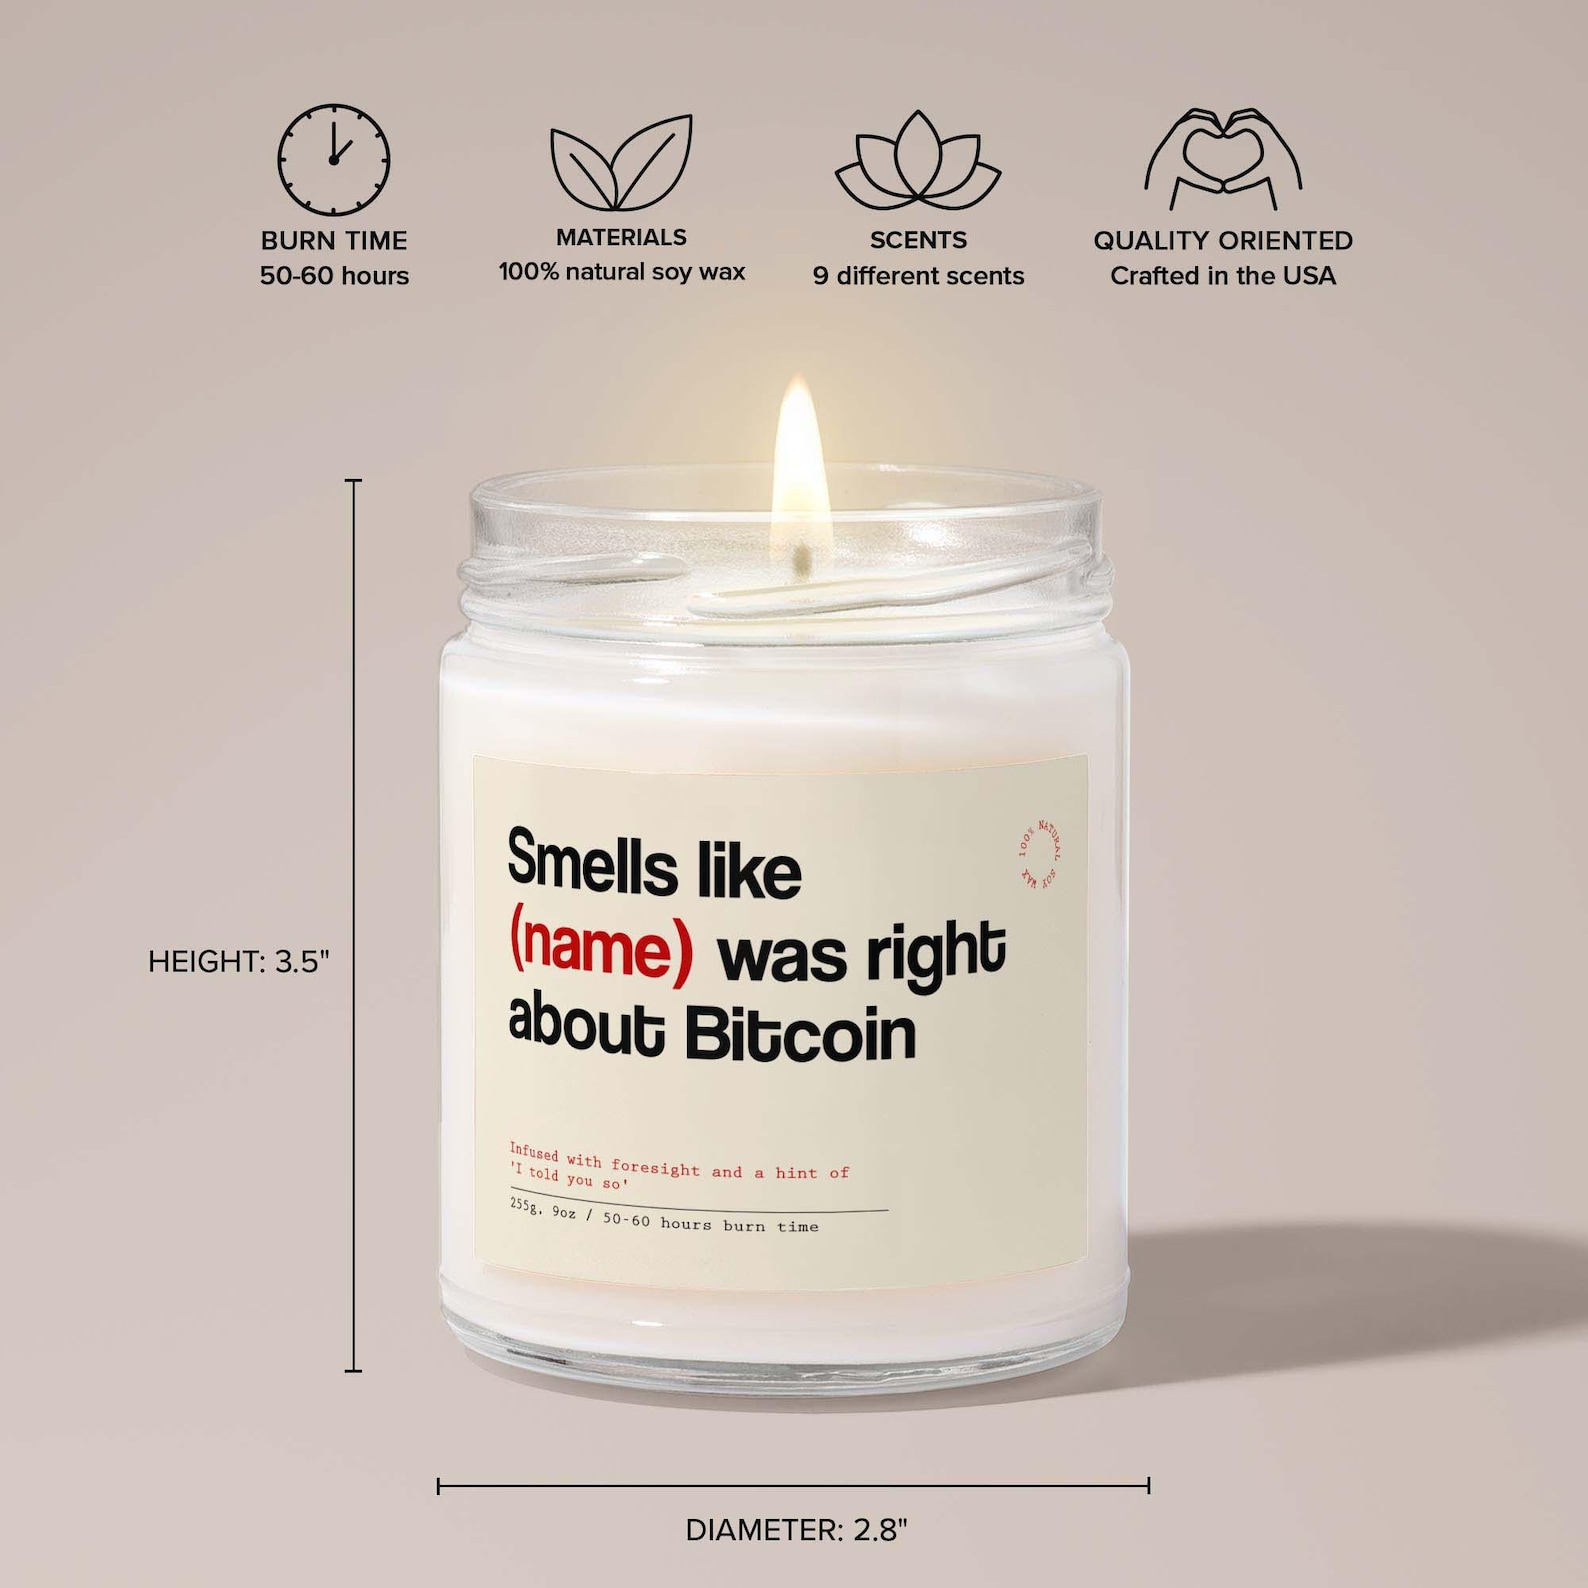 BURN TIME
50-60 hours
MATERIALS
100% natural soy wax
SCENTS
9 different scents
QUALITY ORIENTED
Crafted in the USA
HEIGHT: 3.5"
Smells like
(name) was right
about Bitcoin
100% NATURAL SOY WAX
Infused with foresight and a hint of
'I told you so'
255g, 9oz / 50-60 hours burn time
DIAMETER: 2.8"